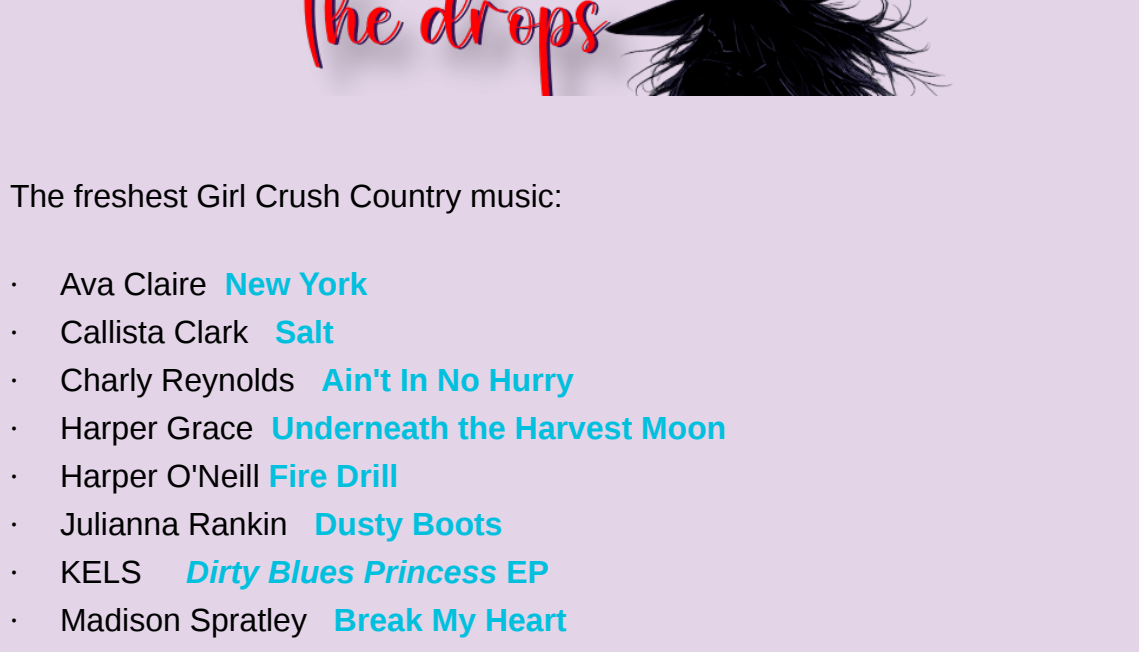 the drops
The freshest Girl Crush Country music:
· Ava Claire New York
· Callista Clark Salt
· Charly Reynolds Ain't In No Hurry
· Harper Grace Underneath the Harvest Moon
· Harper O'Neill Fire Drill
· Julianna Rankin Dusty Boots
· KELS Dirty Blues Princess EP
· Madison Spratley Break My Heart